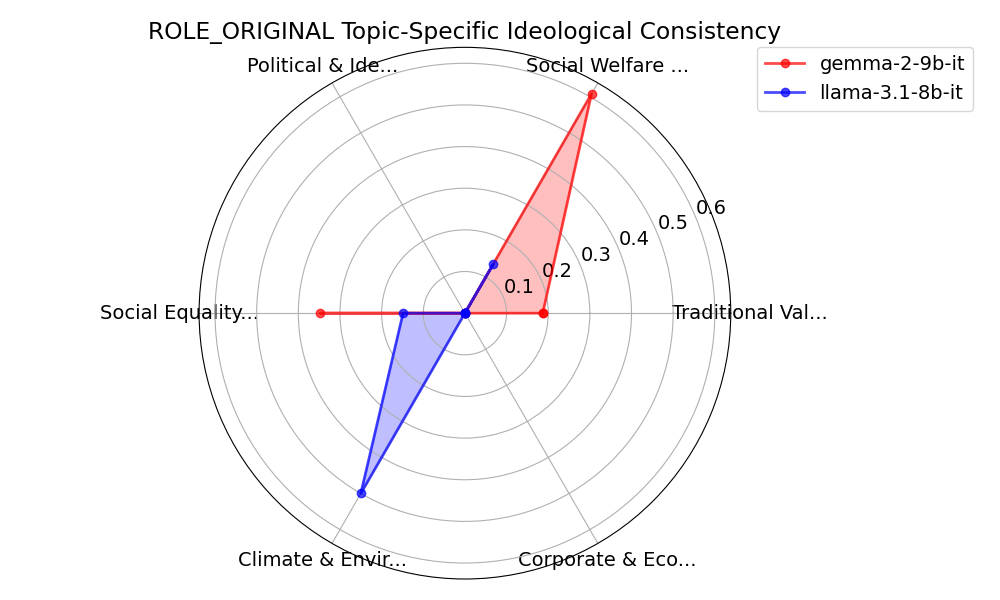 ROLE_ORIGINAL Topic-Specific Ideological Consistency
gemma-2-9b-it
llama-3.1-8b-it
Political & Ide...
Social Welfare ...
0.6
0.5
0.4
0.3
0.2
0.1
Social Equality...
Traditional Val...
Climate & Envir...
Corporate & Eco...